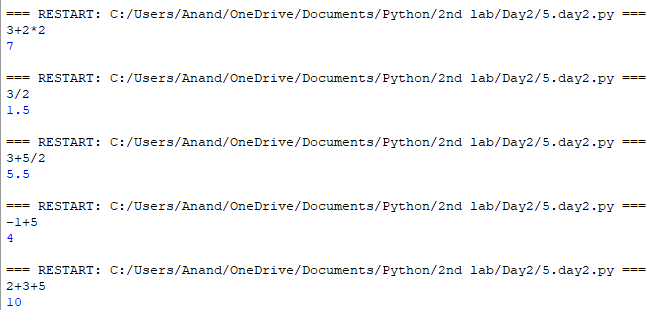 === RESTART: C:/Users/Anand/OneDrive/Documents/Python/2nd lab/Day2/5.day2.py ===
3+2*2
7
=== RESTART: C:/Users/Anand/OneDrive/Documents/Python/2nd lab/Day2/5.day2.py ===
3/2
1.5
=== RESTART: C:/Users/Anand/OneDrive/Documents/Python/2nd lab/Day2/5.day2.py ===
3+5/2
5.5
=== RESTART: C:/Users/Anand/OneDrive/Documents/Python/2nd lab/Day2/5.day2.py ===
-1+5
4
=== RESTART: C:/Users/Anand/OneDrive/Documents/Python/2nd lab/Day2/5.day2.py ===
2+3+5
10